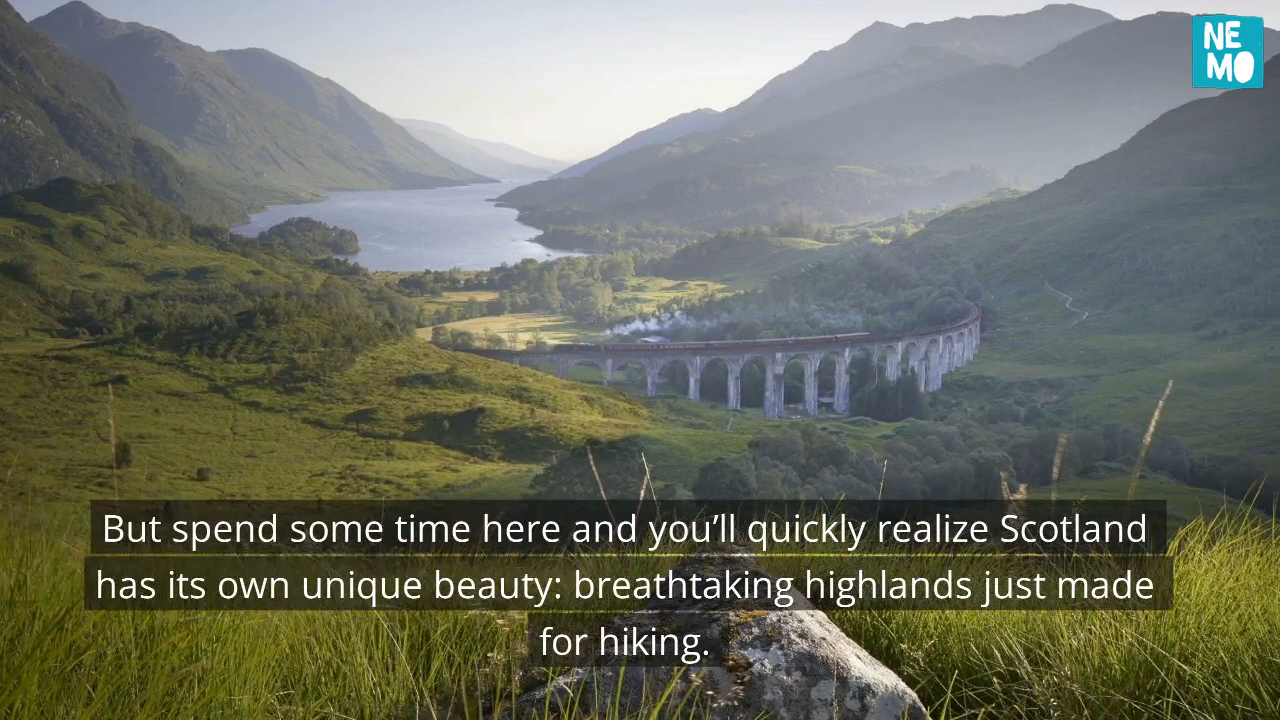 NE
MO
But spend some time here and you’ll quickly realize Scotland
has its own unique beauty: breathtaking highlands just made
for hiking.